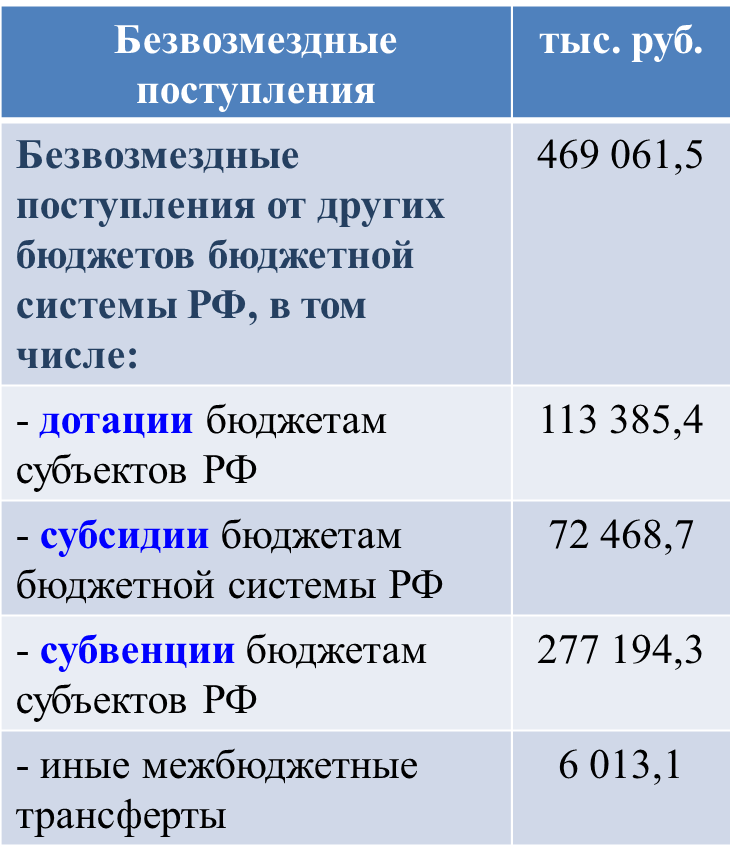 Безвозмездные
поступления
тыс. руб.
Безвозмездные
поступления от других
бюджетов бюджетной
системы РФ, в том
числе:
469 061,5
- дотации бюджетам
субъектов РФ
113 385,4
- субсидии бюджетам
бюджетной системы РФ
72 468,7
- субвенции бюджетам
субъектов РФ
277 194,3
- иные межбюджетные
трансферты
6 013,1